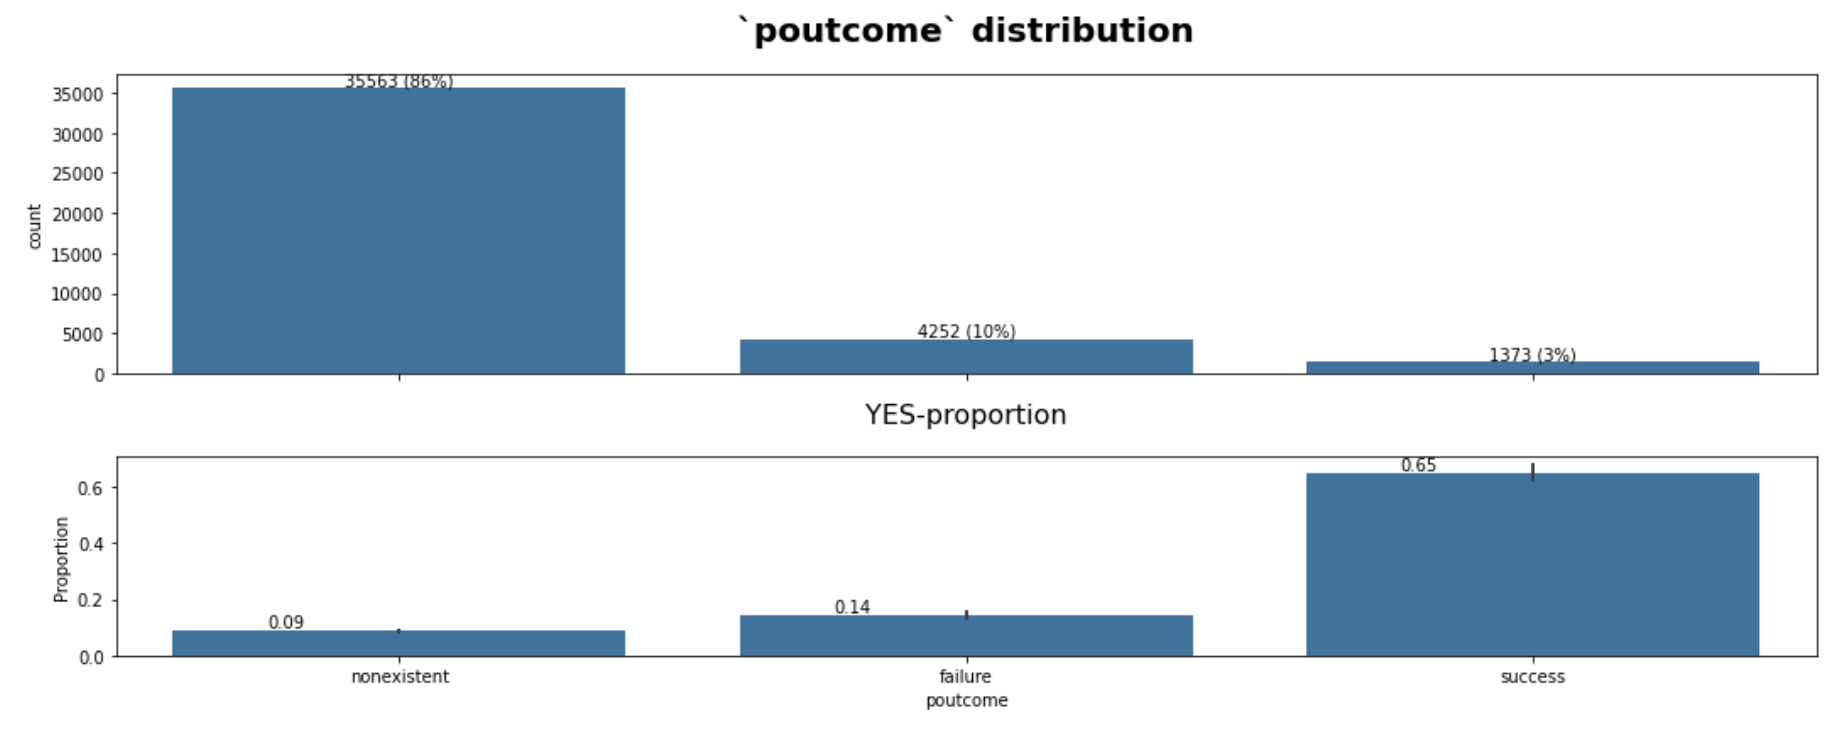 `poutcome` distribution
35563 (86%)
35000
30000
25000
20000
15000
10000
5000
0
count
4252 (10%)
1373 (3%)
YES-proportion
0.65
0.6
0.4
0.2
0.0
Proportion
0.09
0.14
nonexistent
failure
success
poutcome